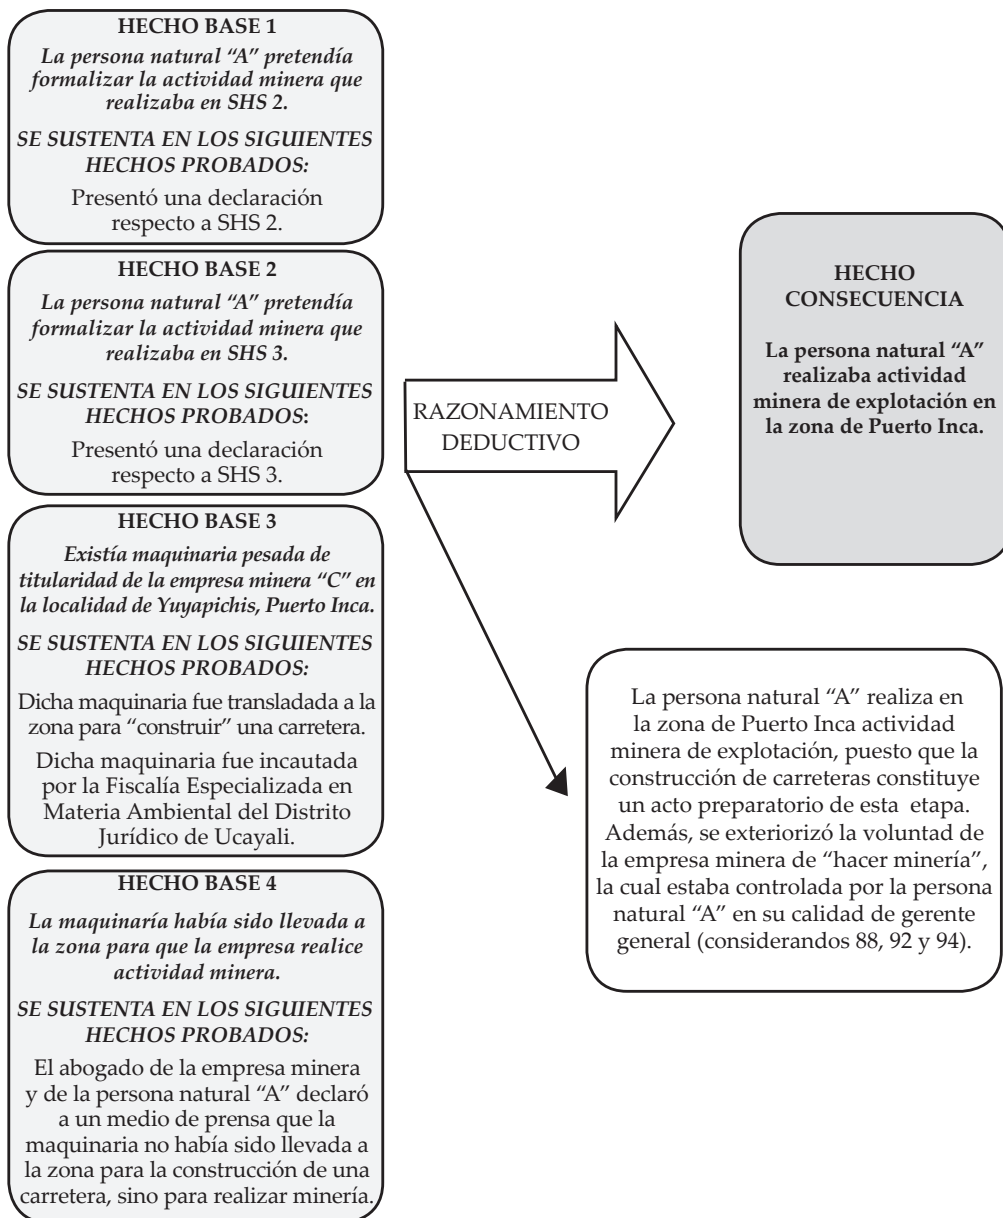 HECHO BASE 1
La persona natural “A” pretendía
formalizar la actividad minera que
realizaba en SHS 2.
SE SUSTENTA EN LOS SIGUIENTES
HECHOS PROBADOS:
Presentó una declaración
respecto a SHS 2.
HECHO BASE 2
La persona natural “A” pretendía
formalizar la actividad minera que
realizaba en SHS 3.
SE SUSTENTA EN LOS SIGUIENTES
HECHOS PROBADOS:
Presentó una declaración
respecto a SHS 3.
HECHO BASE 3
Existía maquinaria pesada de
titularidad de la empresa minera “C” en
la localidad de Yuyapichis, Puerto Inca.
SE SUSTENTA EN LOS SIGUIENTES
HECHOS PROBADOS:
Dicha maquinaria fue transladada a la
zona para “construir” una carretera.
Dicha maquinaria fue incautada
por la Fiscalía Especializada en
Materia Ambiental del Distrito
Jurídico de Ucayali.
HECHO BASE 4
La maquinaría había sido llevada a
la zona para que la empresa realice
actividad minera.
SE SUSTENTA EN LOS SIGUIENTES
HECHOS PROBADOS:
El abogado de la empresa minera
y de la persona natural “A” declaró
a un medio de prensa que la
maquinaria no había sido llevada a
la zona para la construcción de una
carretera, sino para realizar minería.
RAZONAMIENTO
DEDUCTIVO
HECHO
CONSECUENCIA
La persona natural “A”
realizaba actividad
minera de explotación en
la zona de Puerto Inca.
La persona natural “A” realiza en
la zona de Puerto Inca actividad
minera de explotación, puesto que la
construcción de carreteras constituye
un acto preparatorio de esta etapa.
Además, se exteriorizó la voluntad de
la empresa minera de “hacer minería”,
la cual estaba controlada por la persona
natural “A” en su calidad de gerente
general (considerandos 88, 92 y 94).